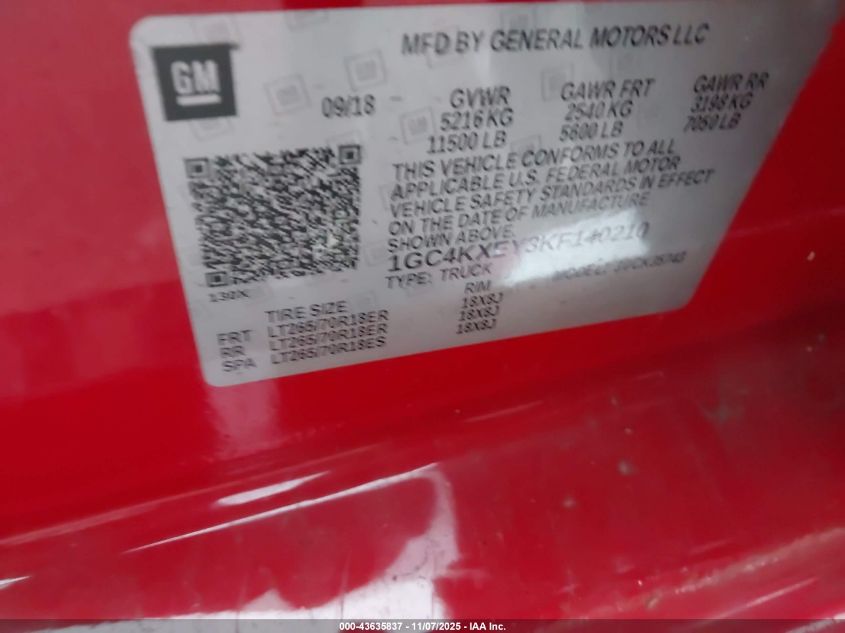 GM
MFD BY GENERAL MOTORS LLC
09/18
GVWR
5216 KG
11500 LB
GAWR FRT
2540 KG
5600 LB
GAWR RR
3198 KG
7050 LB
THIS VEHICLE CONFORMS TO ALL
APPLICABLE U.S. FEDERAL MOTOR
VEHICLE SAFETY STANDARDS IN EFFECT
ON THE DATE OF MANUFACTURE
SHOWN ABOVE.
1GC4KXEY3KF140210
TYPE: TRUCK
MODEL:
TIRE SIZE RIM
FRT LT265/70R18ER 18X8J
RR LT265/70R18ER 18X8J
SPA LT265/70R18ES 18X8J
000-43635837 - 11/07/2025 - IAA Inc.